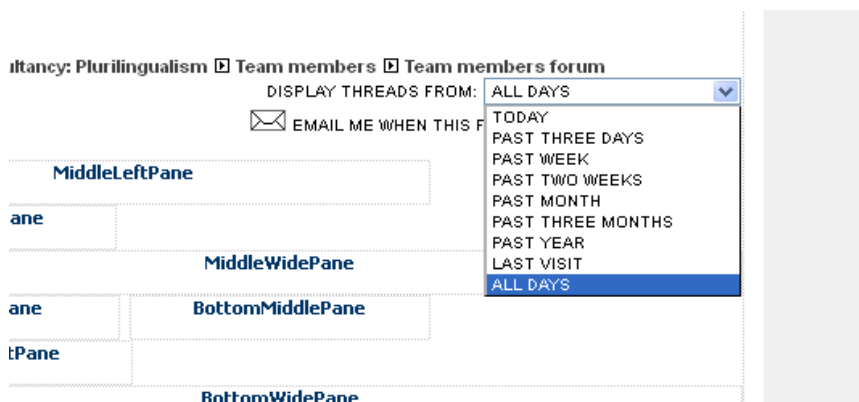 ultancy: Plurilingualism Team members Team members forum
DISPLAY THREADS FROM: ALL DAYS
EMAIL ME WHEN THIS F
TODAY
PAST THREE DAYS
PAST WEEK
PAST TWO WEEKS
PAST MONTH
PAST THREE MONTHS
PAST YEAR
LAST VISIT
ALL DAYS
MiddleLeftPane
ane
MiddleWidePane
ane BottomMiddlePane
tPane
BottomWidePane